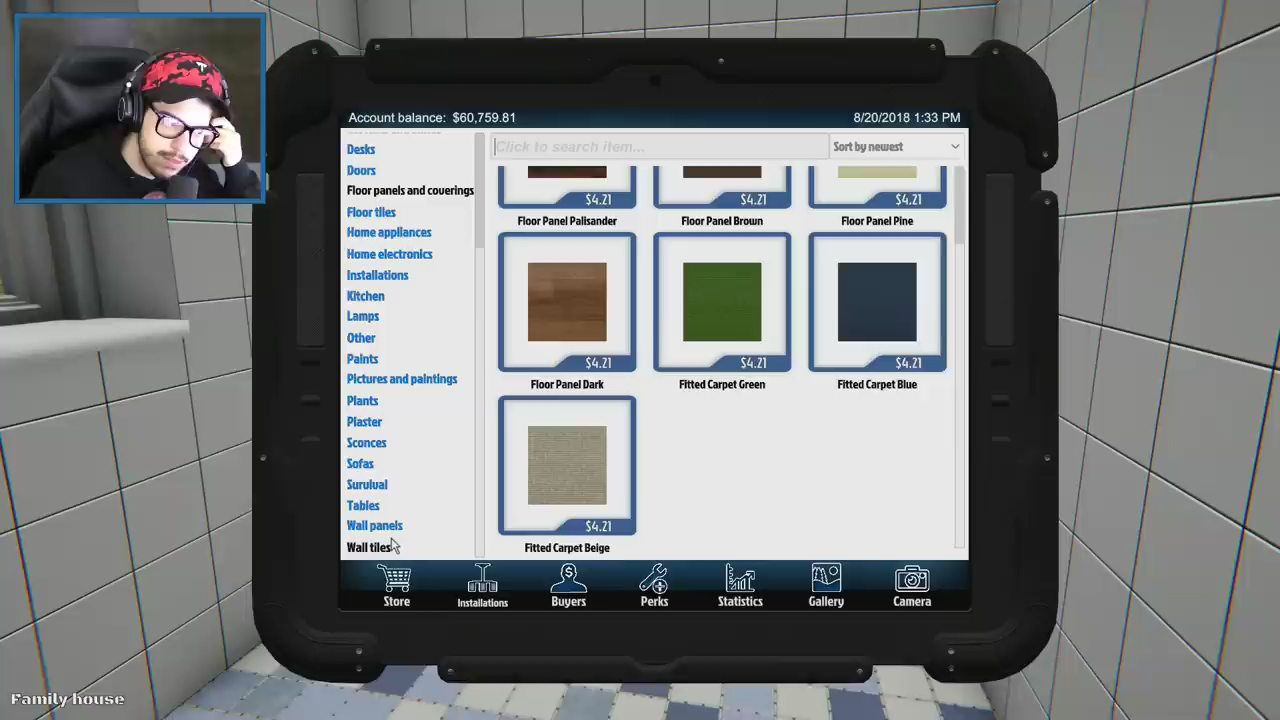 Account balance: $60,759.81
8/20/2018 1:33 PM
Desks
Doors
Floor panels and coverings
Floor tiles
Home appliances
Home electronics
Installations
Kitchen
Lamps
Other
Paints
Pictures and paintings
Plants
Plaster
Sconces
Sofas
Survival
Tables
Wall panels
Wall tiles
Click to search item...
Sort by newest
$4.21 $4.21 $4.21
Floor Panel Palisander Floor Panel Brown Floor Panel Pine
$4.21 $4.21 $4.21
Floor Panel Dark Fitted Carpet Green Fitted Carpet Blue
$4.21
Fitted Carpet Beige
Store Installations Buyers Perks Statistics Gallery Camera
Family house